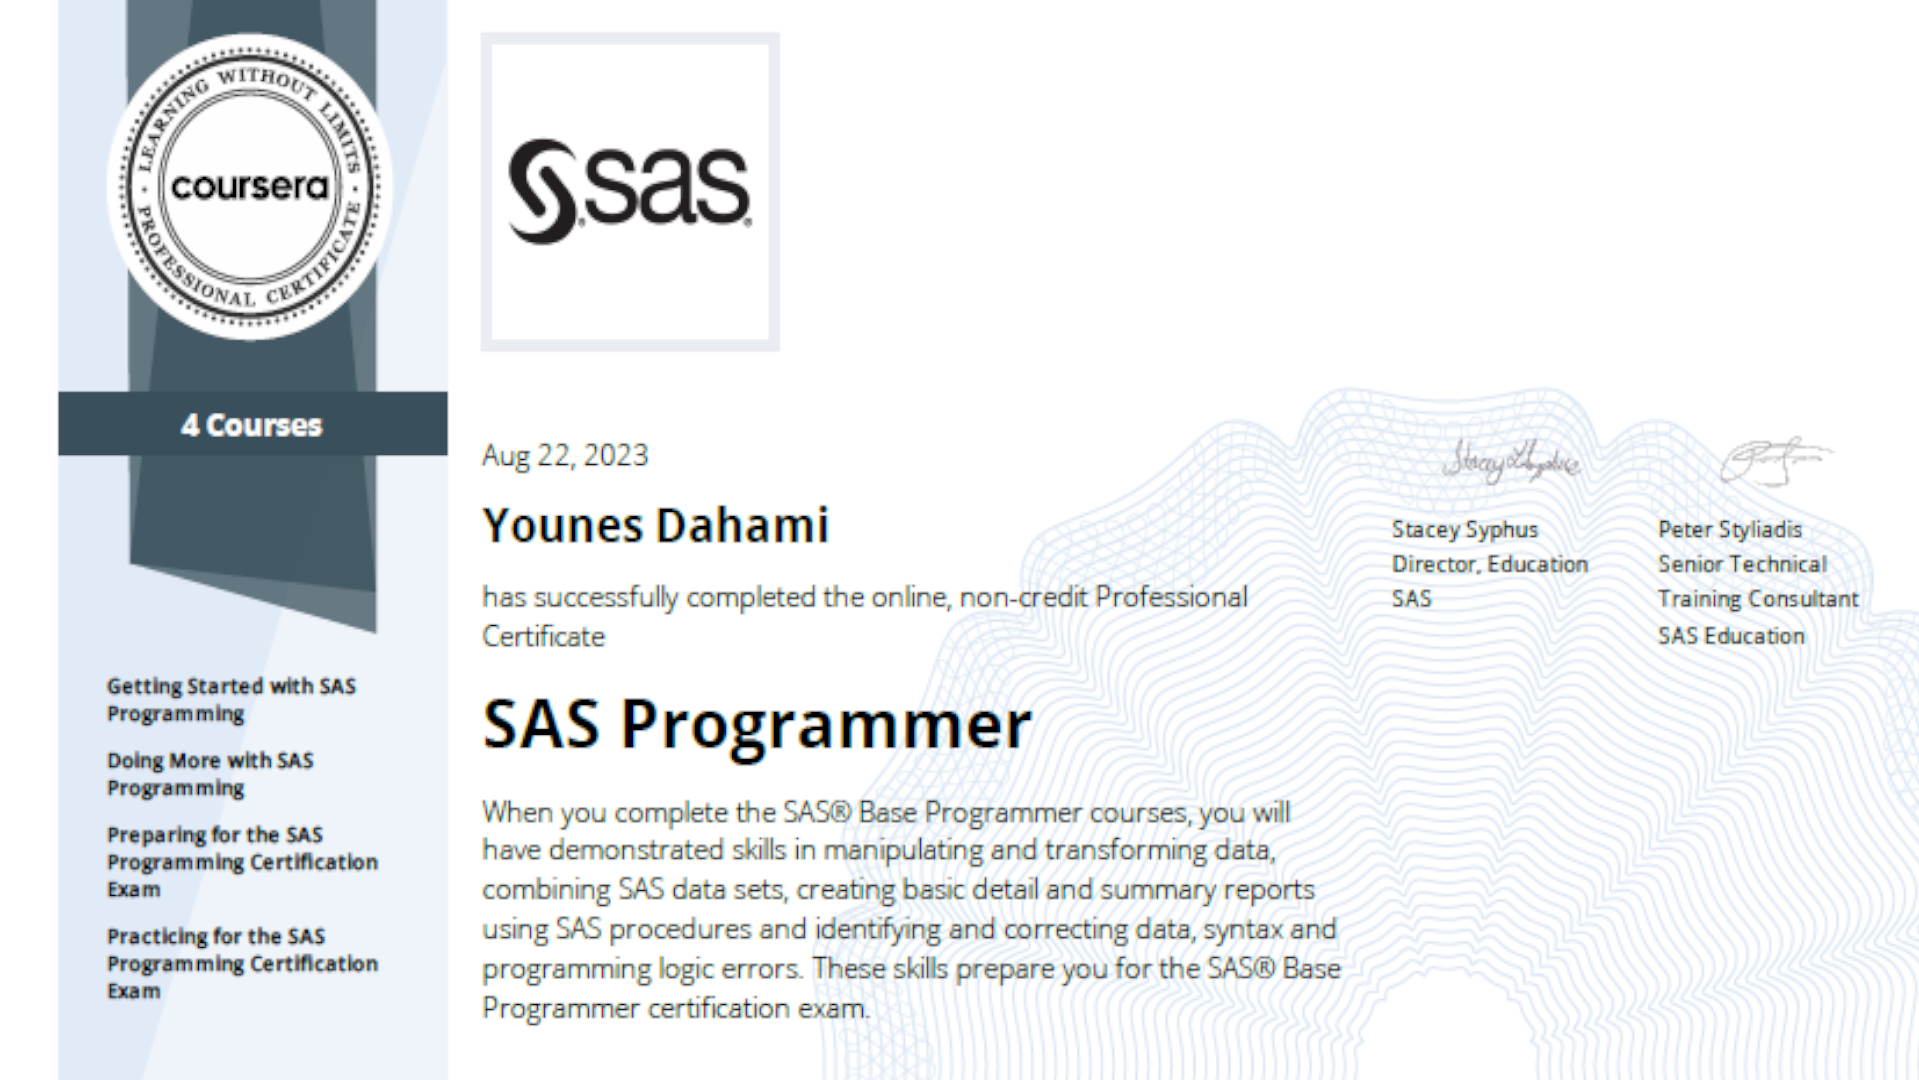 LEARNING WITHOUT LIMITS
coursera
PROFESSIONAL CERTIFICATE
4 Courses
Getting Started with SAS
Programming
Doing More with SAS
Programming
Preparing for the SAS
Programming Certification
Exam
Practicing for the SAS
Programming Certification
Exam
sas
Aug 22, 2023
Younes Dahami
has successfully completed the online, non-credit Professional
Certificate
SAS Programmer
When you complete the SAS® Base Programmer courses, you will
have demonstrated skills in manipulating and transforming data,
combining SAS data sets, creating basic detail and summary reports
using SAS procedures and identifying and correcting data, syntax and
programming logic errors. These skills prepare you for the SAS® Base
Programmer certification exam.
Stacey Syphus
Director, Education
SAS
Peter Styliadis
Senior Technical
Training Consultant
SAS Education